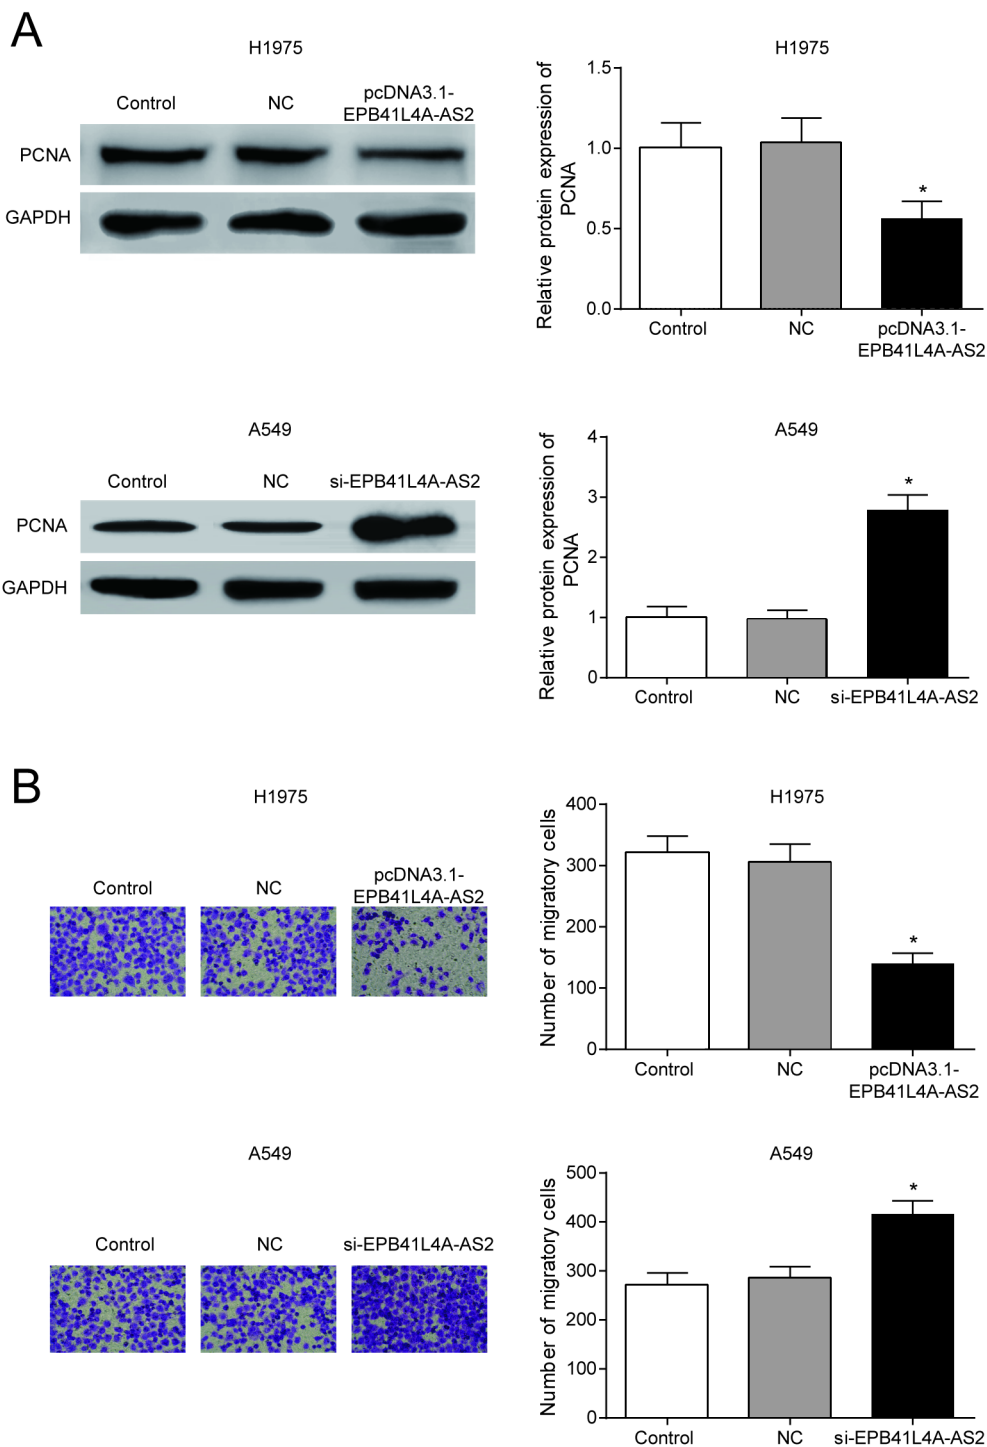 A
H1975
Control NC pcDNA3.1-
EPB41L4A-AS2
PCNA
GAPDH
H1975
Relative protein expression of
PCNA
1.5
1.0
0.5
0.0
*
Control NC pcDNA3.1-
EPB41L4A-AS2
A549
Control NC si-EPB41L4A-AS2
PCNA
GAPDH
A549
Relative protein expression of
PCNA
4
3
2
1
0
*
Control NC si-EPB41L4A-AS2
B
H1975
Control NC pcDNA3.1-
EPB41L4A-AS2
H1975
Number of migratory cells
400
300
200
100
0
*
Control NC pcDNA3.1-
EPB41L4A-AS2
A549
Control NC si-EPB41L4A-AS2
A549
Number of migratory cells
500
400
300
200
100
0
*
Control NC si-EPB41L4A-AS2